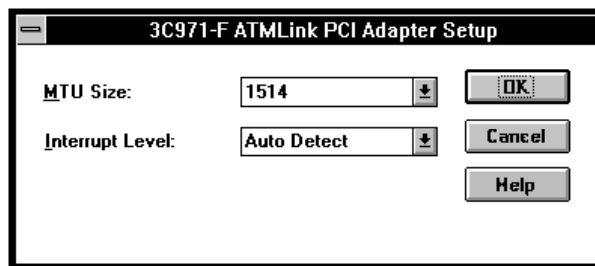 3C971-F ATMLink PCI Adapter Setup
MTU Size: 1514 OK
Interrupt Level: Auto Detect Cancel
Help